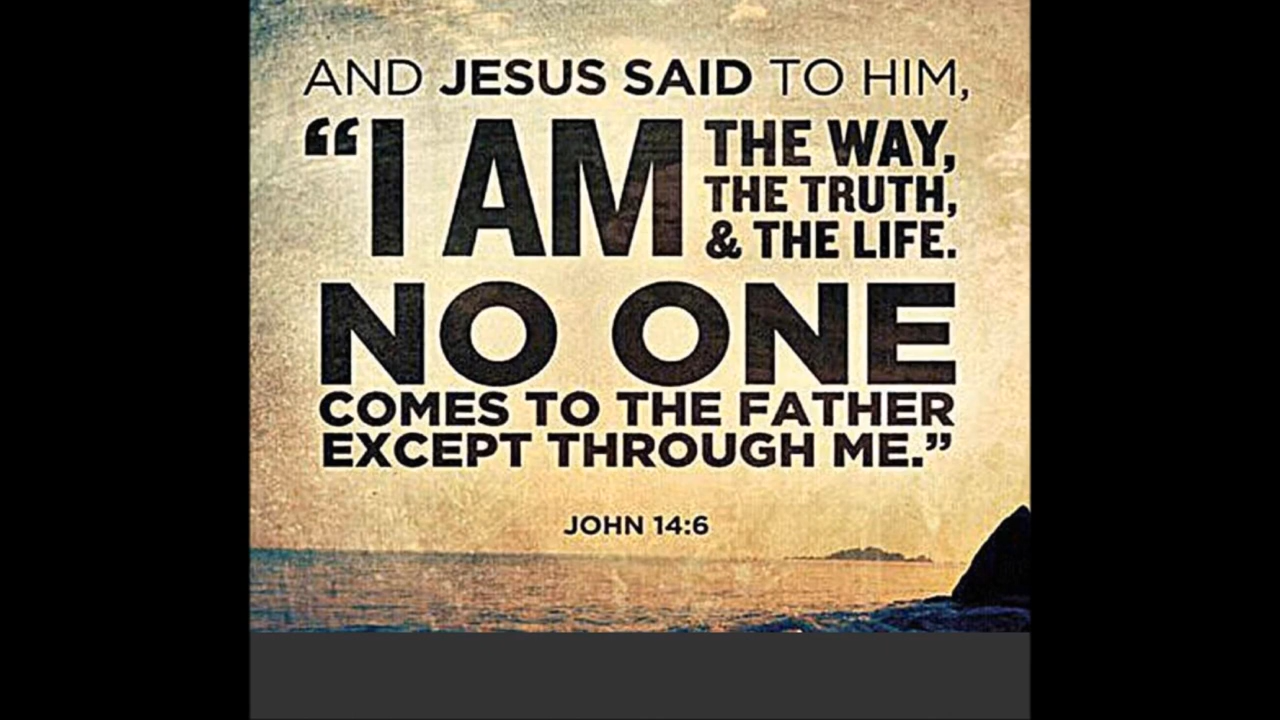 AND JESUS SAID TO HIM,
“I AM THE WAY,
THE TRUTH,
& THE LIFE.
NO ONE
COMES TO THE FATHER
EXCEPT THROUGH ME.”
JOHN 14:6